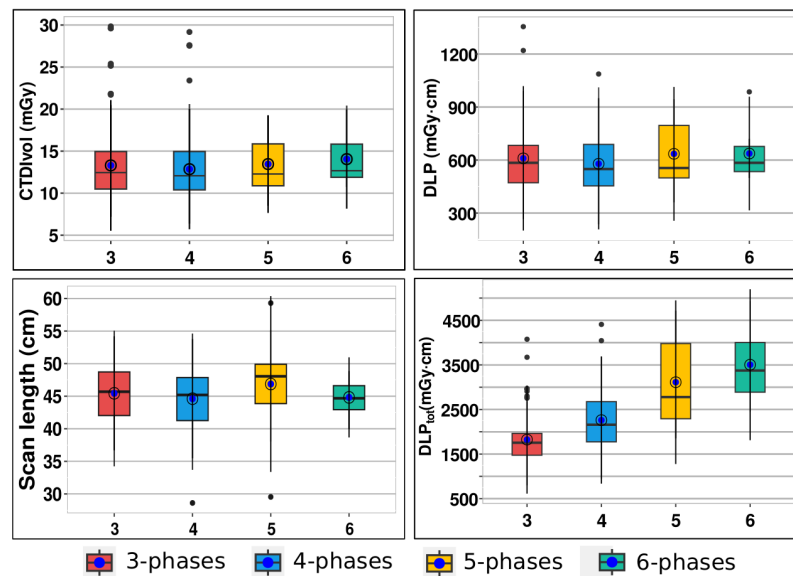 CTDIvol (mGy)
30
25
20
15
10
5
3 4 5 6
DLP (mGy·cm)
1200
900
600
300
3 4 5 6
Scan length (cm)
60
55
50
45
40
35
30
3 4 5 6
DLPtot(mGy·cm)
4500
3500
2500
1500
500
3 4 5 6
3-phases 4-phases 5-phases 6-phases